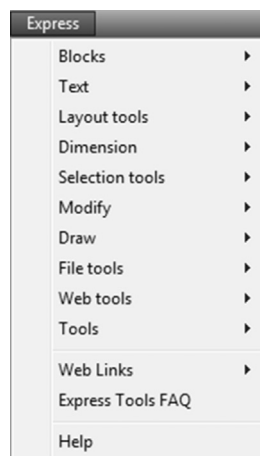 Express
Blocks
Text
Layout tools
Dimension
Selection tools
Modify
Draw
File tools
Web tools
Tools
Web Links
Express Tools FAQ
Help